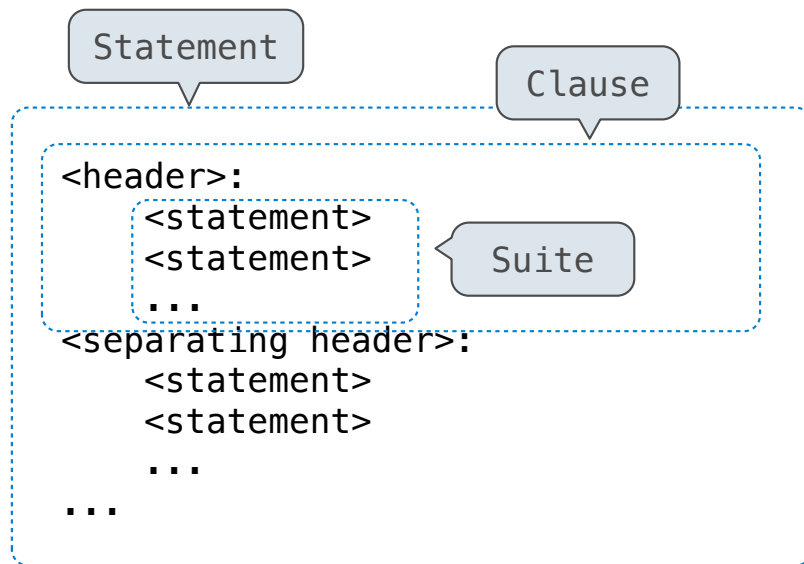 Statement
Clause
<header>:
<statement>
<statement>
Suite
...
<separating header>:
<statement>
<statement>
...
...